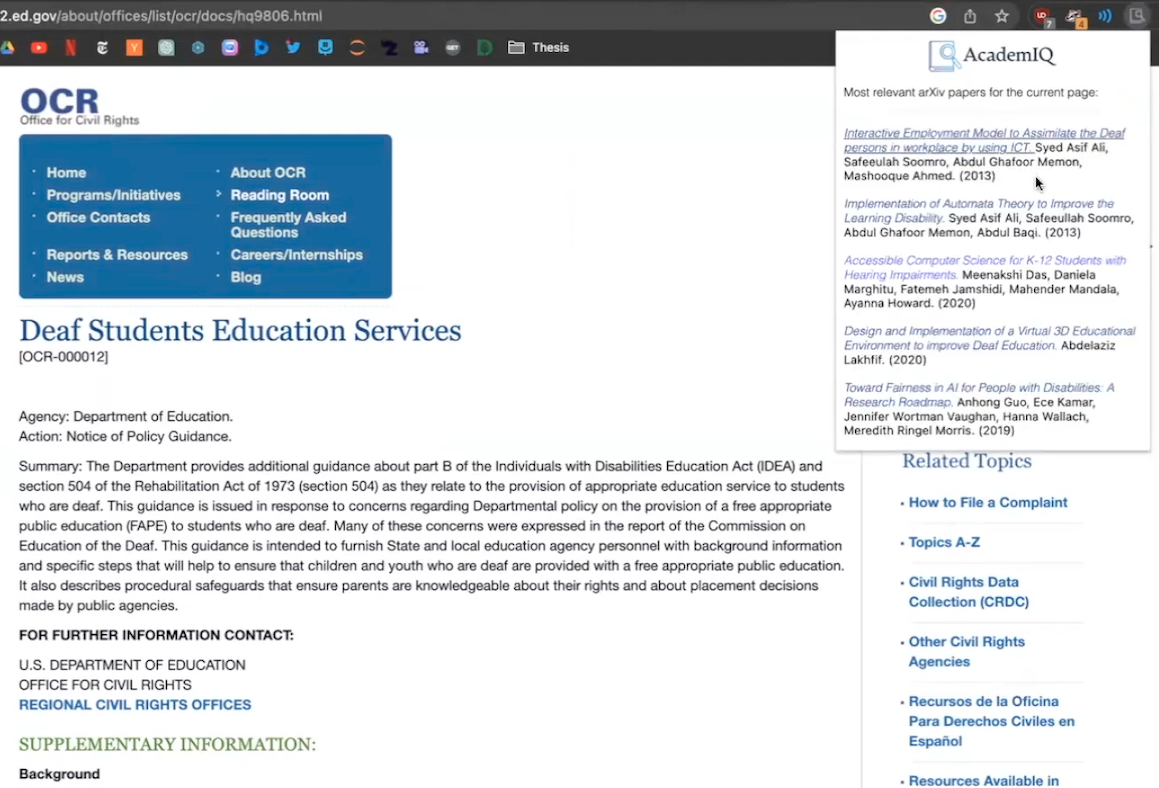 2.ed.gov/about/offices/list/ocr/docs/hq9806.html
7
4
GET
Thesis
AcademIQ
Most relevant arXiv papers for the current page:
Interactive Employment Model to Assimilate the Deaf
persons in workplace by using ICT. Syed Asif Ali,
Safeeulah Soomro, Abdul Ghafoor Memon,
Mashooque Ahmed. (2013)
Implementation of Automata Theory to Improve the
Learning Disability. Syed Asif Ali, Safeeullah Soomro,
Abdul Ghafoor Memon, Abdul Baqi. (2013)
Accessible Computer Science for K-12 Students with
Hearing Impairments. Meenakshi Das, Daniela
Marghitu, Fatemeh Jamshidi, Mahender Mandala,
Ayanna Howard. (2020)
Design and Implementation of a Virtual 3D Educational
Environment to improve Deaf Education. Abdelaziz
Lakhfif. (2020)
Toward Fairness in AI for People with Disabilities: A
Research Roadmap. Anhong Guo, Ece Kamar,
Jennifer Wortman Vaughan, Hanna Wallach,
Meredith Ringel Morris. (2019)
OCR
Office for Civil Rights
Home
Programs/Initiatives
Office Contacts
Reports & Resources
News
About OCR
Reading Room
Frequently Asked
Questions
Careers/Internships
Blog
Deaf Students Education Services
[OCR-000012]
Agency: Department of Education.
Action: Notice of Policy Guidance.
Summary: The Department provides additional guidance about part B of the Individuals with Disabilities Education Act (IDEA) and
section 504 of the Rehabilitation Act of 1973 (section 504) as they relate to the provision of appropriate education service to students
who are deaf. This guidance is issued in response to concerns regarding Departmental policy on the provision of a free appropriate
public education (FAPE) to students who are deaf. Many of these concerns were expressed in the report of the Commission on
Education of the Deaf. This guidance is intended to furnish State and local education agency personnel with background information
and specific steps that will help to ensure that children and youth who are deaf are provided with a free appropriate public education.
It also describes procedural safeguards that ensure parents are knowledgeable about their rights and about placement decisions
made by public agencies.
FOR FURTHER INFORMATION CONTACT:
U.S. DEPARTMENT OF EDUCATION
OFFICE FOR CIVIL RIGHTS
REGIONAL CIVIL RIGHTS OFFICES
SUPPLEMENTARY INFORMATION:
Background
Related Topics
How to File a Complaint
Topics A-Z
Civil Rights Data
Collection (CRDC)
Other Civil Rights
Agencies
Recursos de la Oficina
Para Derechos Civiles en
Español
Resources Available in